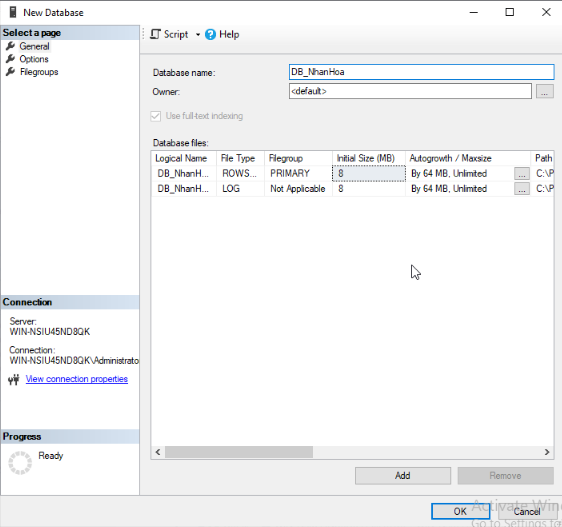 New Database
Select a page
General
Options
Filegroups
Script
Help
Database name:
DB_NhanHoa
Owner:
<default>
...
Use full-text indexing
Database files:
Logical Name File Type Filegroup Initial Size (MB) Autogrowth / Maxsize Path
DB_NhanH... ROWS... PRIMARY 8 By 64 MB, Unlimited ... C:\P
DB_NhanH... LOG Not Applicable 8 By 64 MB, Unlimited ... C:\P
Connection
Server:
WIN-NSIU45ND8QK
Connection:
WIN-NSIU45ND8QK\Administrato
View connection properties
Progress
Ready
Add
Remove
OK
Cancel
Activate Win
Go to Settings to